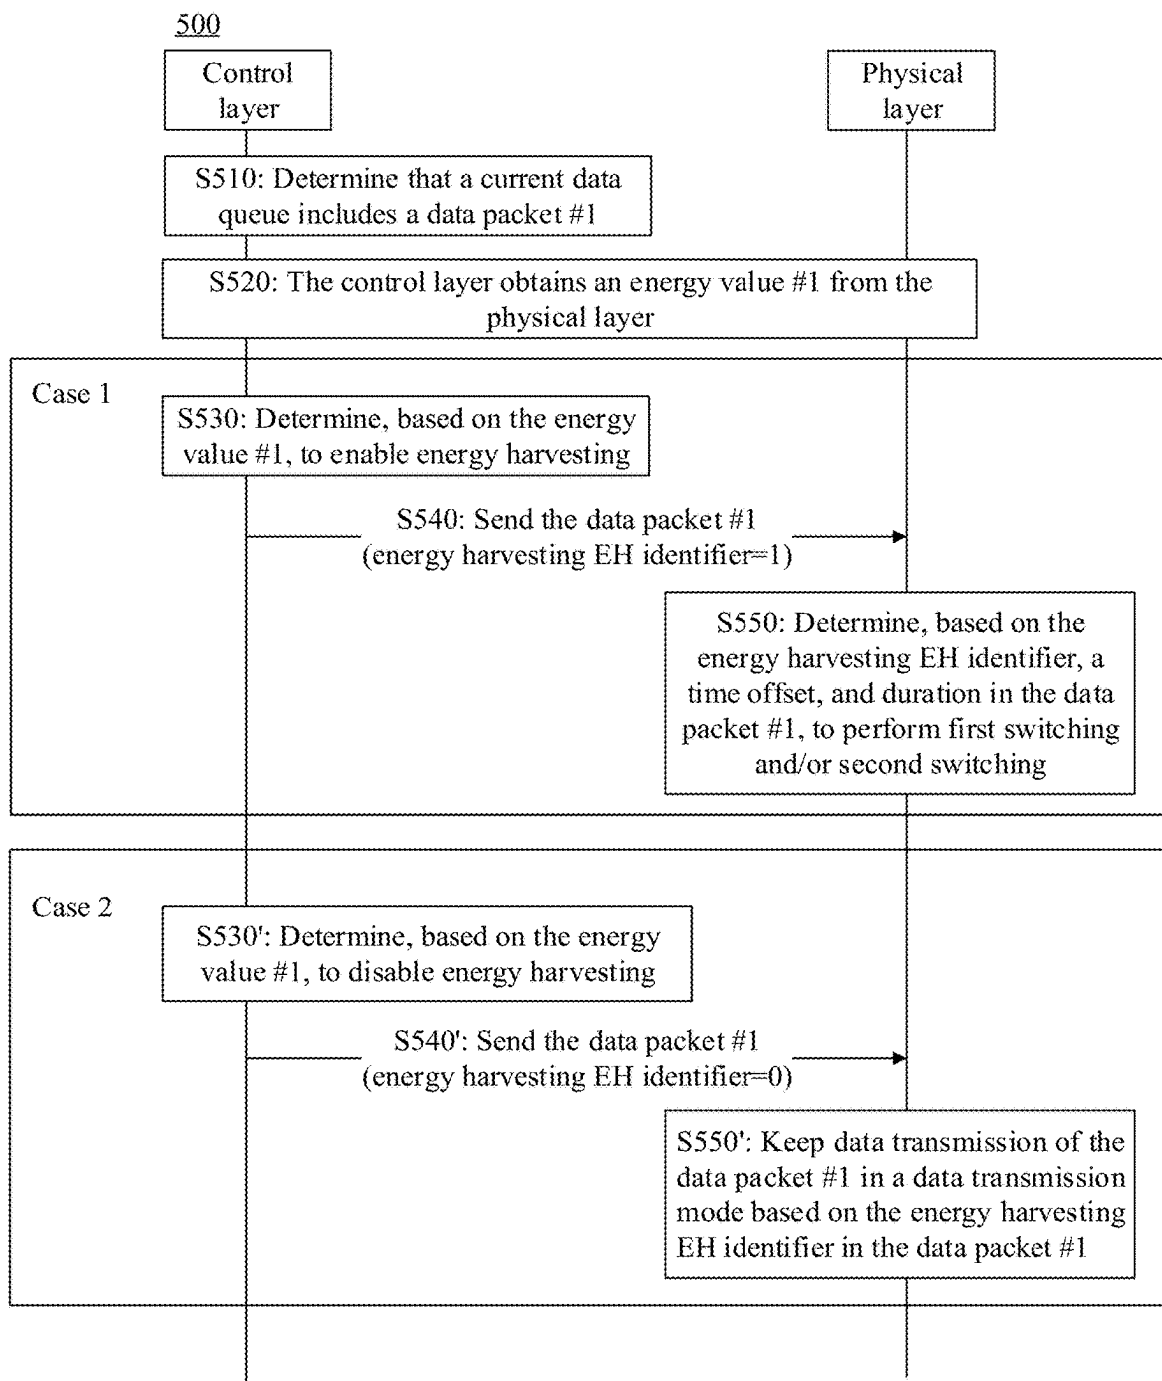 500
Control
layer
Physical
layer
S510: Determine that a current data
queue includes a data packet #1
S520: The control layer obtains an energy value #1 from the
physical layer
Case 1
S530: Determine, based on the energy
value #1, to enable energy harvesting
S540: Send the data packet #1
(energy harvesting EH identifier=1)
S550: Determine, based on the
energy harvesting EH identifier, a
time offset, and duration in the data
packet #1, to perform first switching
and/or second switching
Case 2
S530': Determine, based on the energy
value #1, to disable energy harvesting
S540': Send the data packet #1
(energy harvesting EH identifier=0)
S550': Keep data transmission of the
data packet #1 in a data transmission
mode based on the energy harvesting
EH identifier in the data packet #1